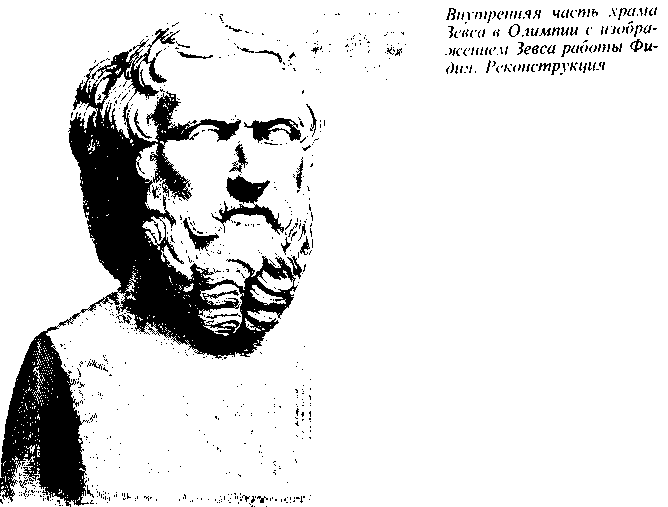 Внутренняя часть храма
Зевса в Олимпии с изобра-
жением Зевса работы Фи-
дия. Реконструкция